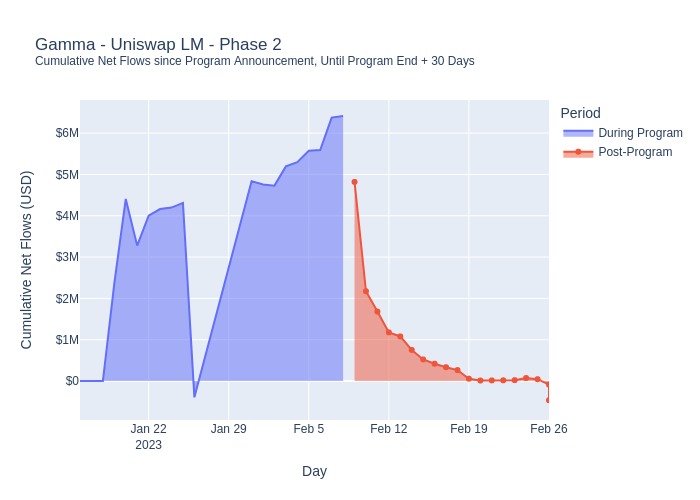 Gamma - Uniswap LM - Phase 2
Cumulative Net Flows since Program Announcement, Until Program End + 30 Days
Period
During Program
Post-Program
Cumulative Net Flows (USD)
$6M
$5M
$4M
$3M
$2M
$1M
$0
Jan 22
2023
Jan 29
Feb 5
Feb 12
Feb 19
Feb 26
Day